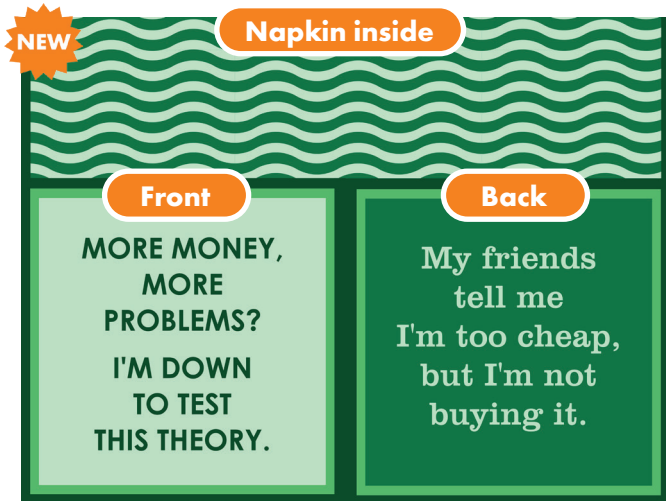 NEW
Napkin inside
Front
MORE MONEY,
MORE
PROBLEMS?
I'M DOWN
TO TEST
THIS THEORY.
Back
My friends
tell me
I'm too cheap,
but I'm not
buying it.